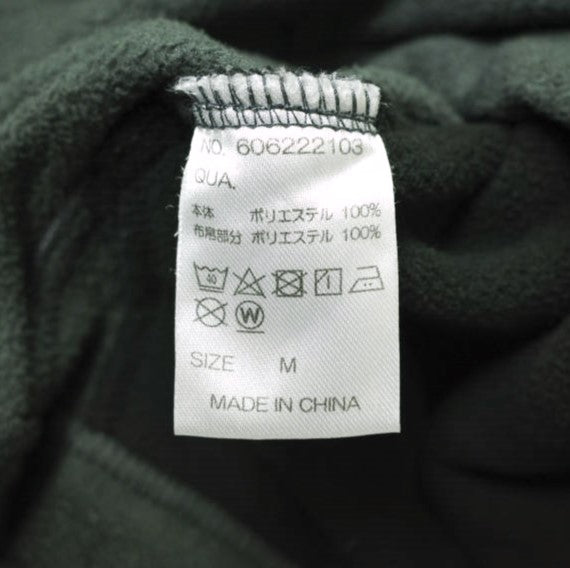 NO. 606222103
QUA.
本体 ポリエステル 100%
布帛部分 ポリエステル 100%
40
W
SIZE M
MADE IN CHINA